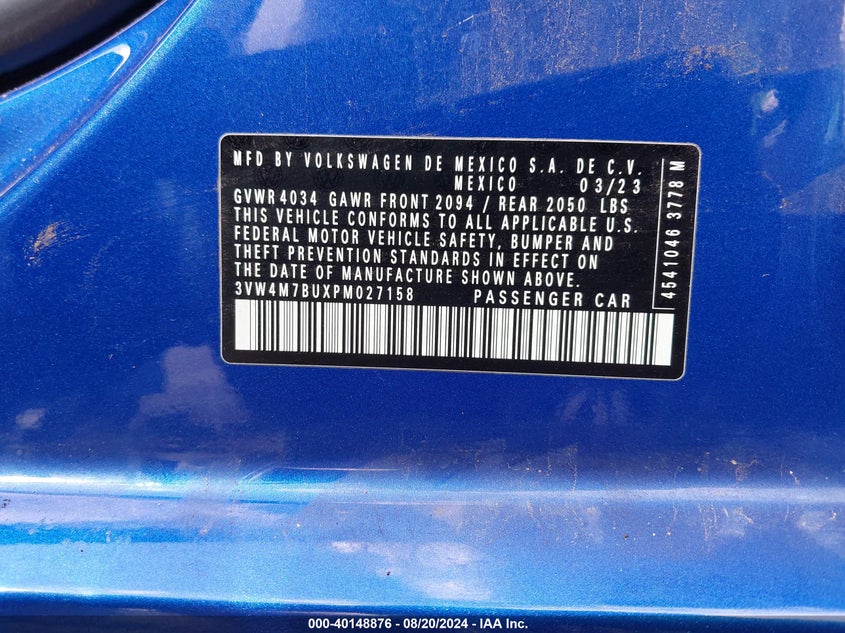 MFD BY VOLKSWAGEN DE MEXICO S.A. DE C.V.
MEXICO 03/23
GVWR 4034 GAWR FRONT 2094 / REAR 2050 LBS
THIS VEHICLE CONFORMS TO ALL APPLICABLE U.S.
FEDERAL MOTOR VEHICLE SAFETY, BUMPER AND
THEFT PREVENTION STANDARDS IN EFFECT ON
THE DATE OF MANUFACTURE SHOWN ABOVE.
3VW4M7BUXPM027158 PASSENGER CAR
4541046 3778 M
000-40148876 - 08/20/2024 - IAA Inc.